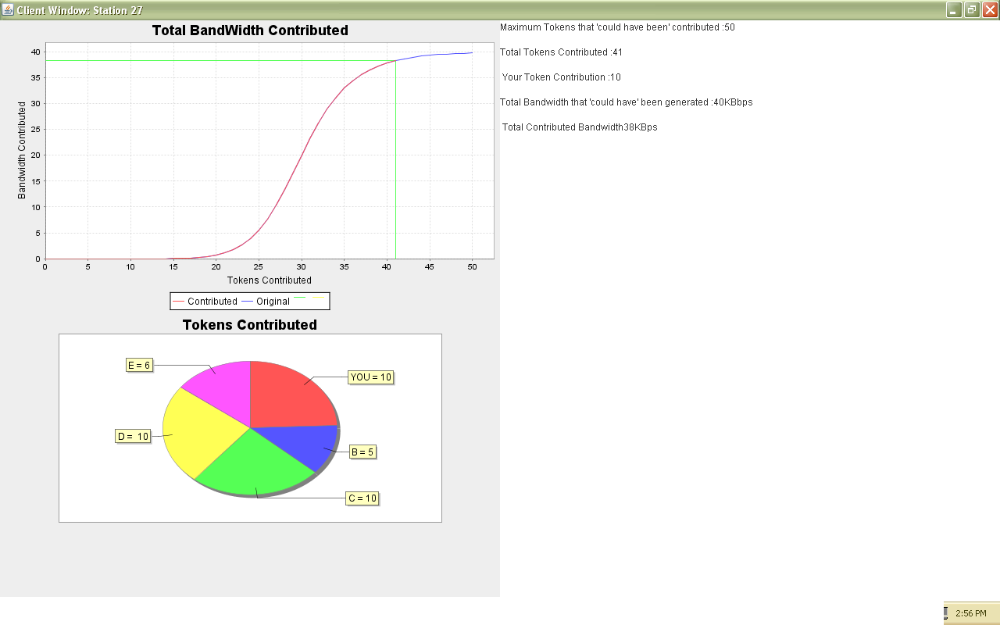 Client Window: Station 27
Total BandWidth Contributed
40
35
30
25
20
15
10
5
0
Bandwidth Contributed
0 5 10 15 20 25 30 35 40 45 50
Tokens Contributed
Contributed Original
Tokens Contributed
E = 6
YOU = 10
D = 10
B = 5
C = 10
Maximum Tokens that 'could have been' contributed :50
Total Tokens Contributed :41
Your Token Contribution :10
Total Bandwidth that 'could have' been generated :40KBbps
Total Contributed Bandwidth38KBps
2:56 PM